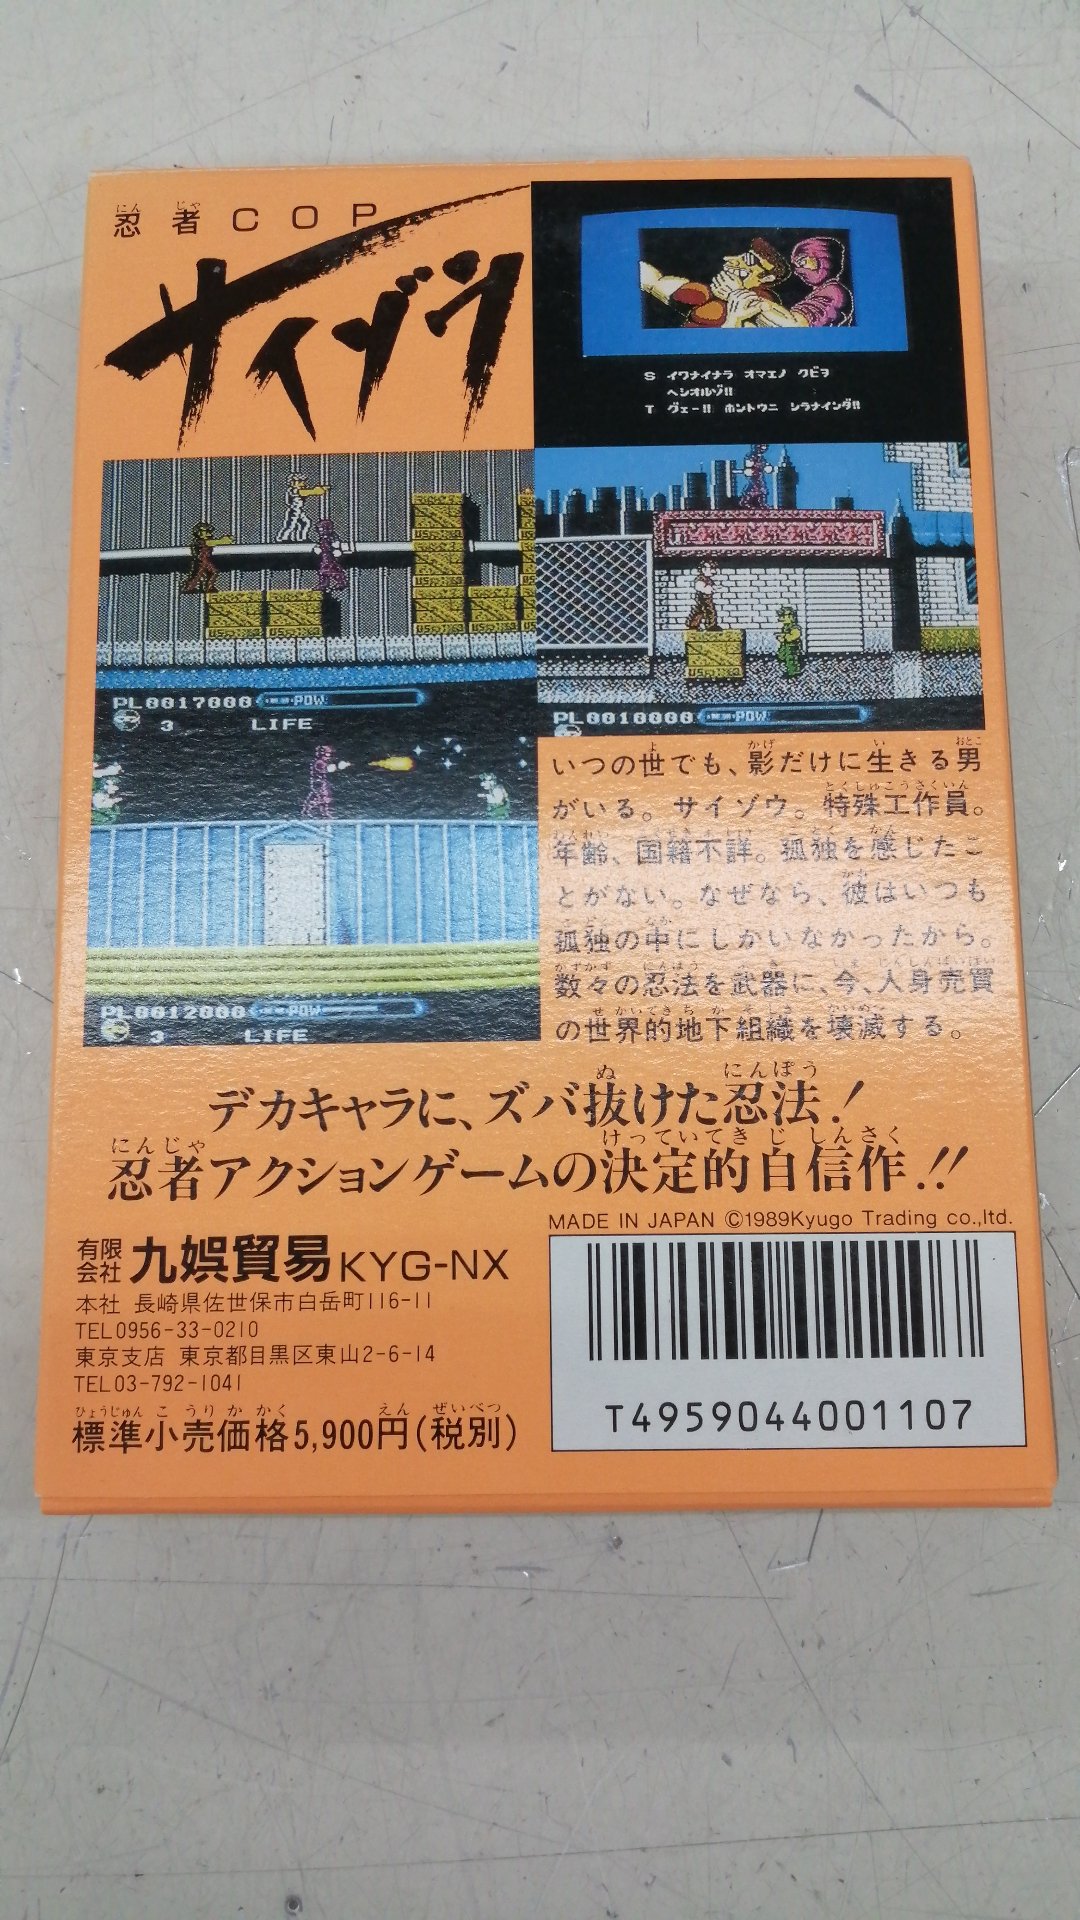 忍者COP
サイゾウ
S イワナイナラ オマエノ クビヲ
ヘシオルゾ!!
T グェー!! ホントウニ シラナインダ!!
PL0017000 POW
3 LIFE
PL0010000 POW
PL0012000 POW
3 LIFE
いつの世でも、影だけに生きる男
がいる。サイゾウ。特殊工作員。
年齢、国籍不詳。孤独を感じたこ
とがない。なぜなら、彼はいつも
孤独の中にしかいなかったから。
数々の忍法を武器に、今、人身売買
の世界的地下組織を壊滅する。
デカキャラに、ズバ抜けた忍法!
忍者アクションゲームの決定的自信作!!
MADE IN JAPAN ©1989Kyugo Trading co.,ltd.
有限会社 九娯貿易 KYG-NX
本社 長崎県佐世保市白岳町116-11
TEL0956-33-0210
東京支店 東京都目黒区東山2-6-14
TEL03-792-1041
標準小売価格5,900円(税別)
T4959044001107